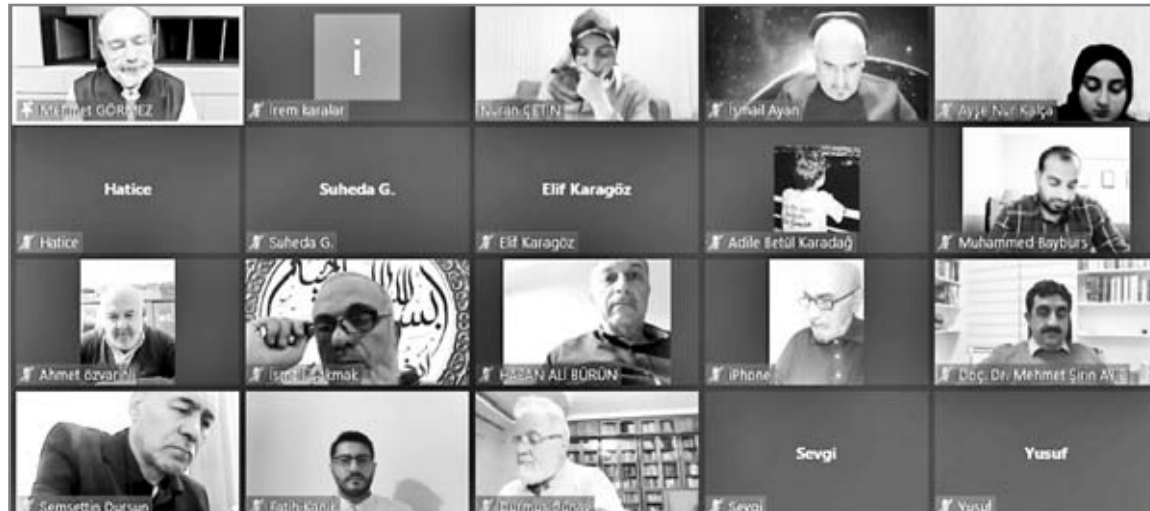 Mehmet GÖRMEZ
i
irem karalar
Nuran ÇETİN
İsmail Ayan
Ayşe Nur Kalça
Hatice
Hatice
Suheda G.
Suheda G.
Elif Karagöz
Elif Karagöz
Adile Betül Karadağ
Muhammed Bayburs
Ahmet özvarinli
HASAN ALİ BÜRÜN
iPhone
Doç. Dr. Mehmet Şirin
Şemsettin Dursun
Fatih
Durmuş
Sevgi
Sevgi
Yusuf
Yusuf